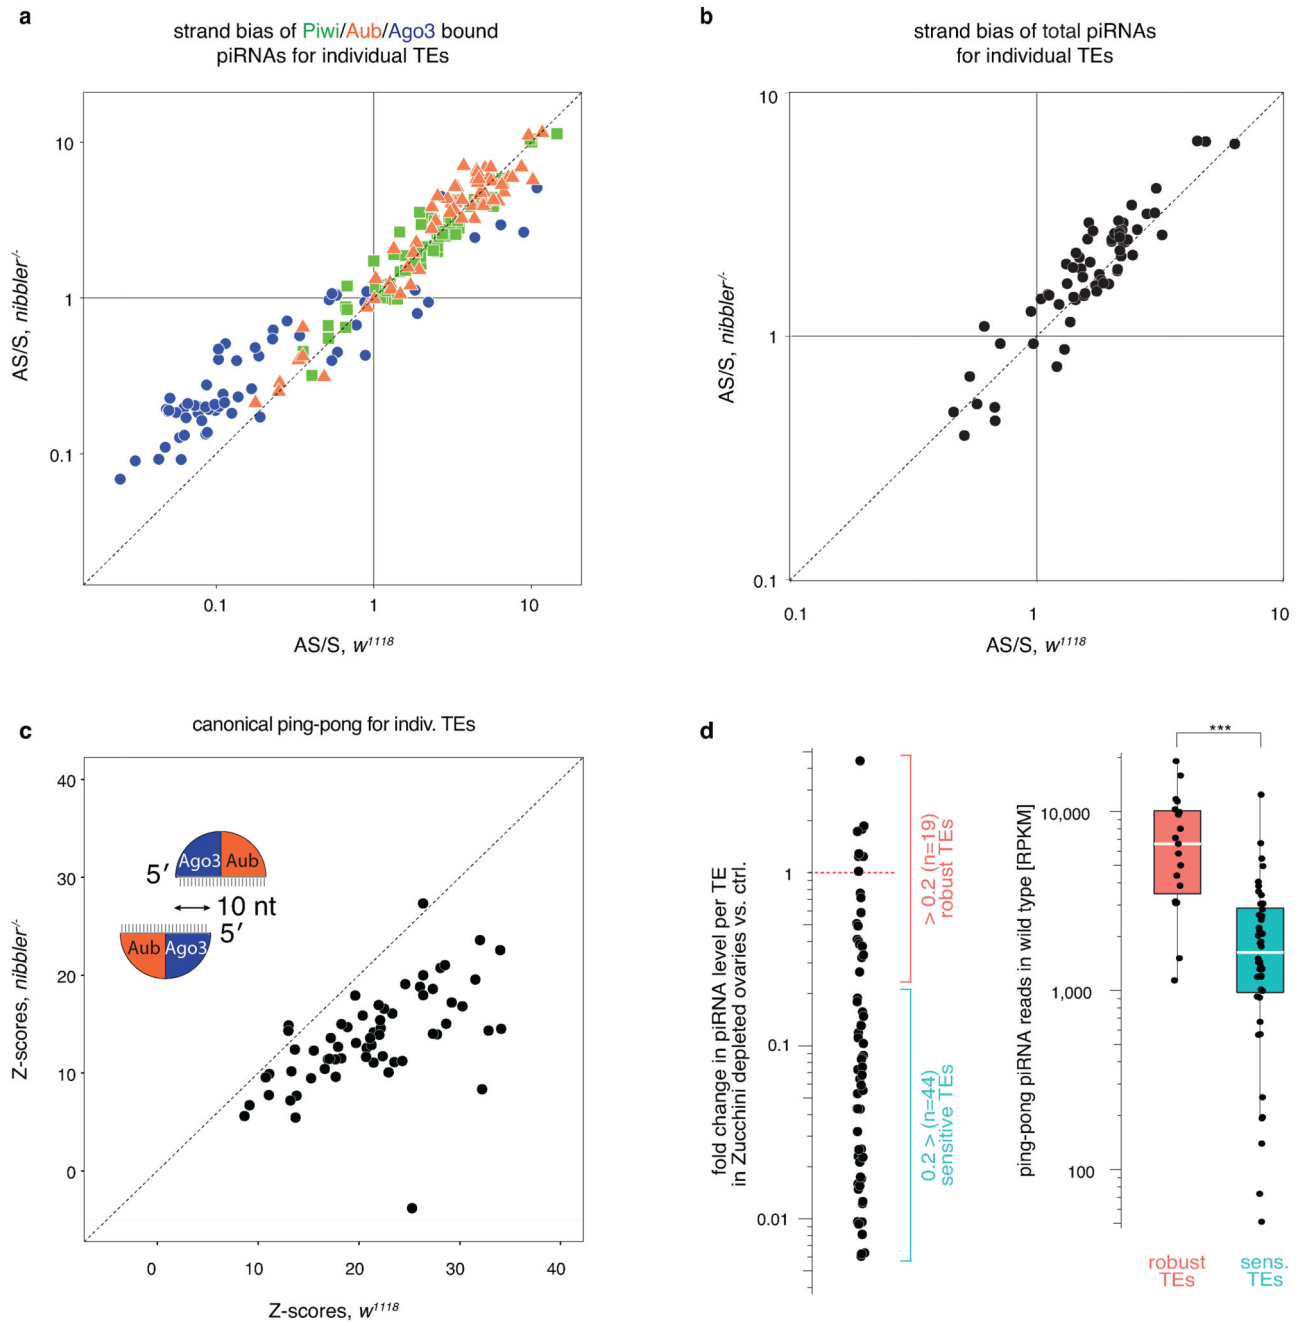 a
strand bias of Piwi/Aub/Ago3 bound
piRNAs for individual TEs
10
1
0.1
AS/S, nibbler-/-
0.1
1
10
AS/S, w1118
b
strand bias of total piRNAs
for individual TEs
10
1
0.1
AS/S, nibbler-/-
0.1
1
10
AS/S, w1118
c
canonical ping-pong for indiv. TEs
40
30
20
10
0
Z-scores, nibbler-/-
Ago3 Aub
5′
10 nt
5′
Aub Ago3
0
10
20
30
40
Z-scores, w1118
d
fold change in piRNA level per TE
in Zucchini depleted ovaries vs. ctrl.
1
0.1
0.01
> 0.2 (n=19)
robust TEs
0.2 > (n=44)
sensitive TEs
ping-pong piRNA reads in wild type [RPKM]
10,000
1,000
100
***
robust
TEs
sens.
TEs